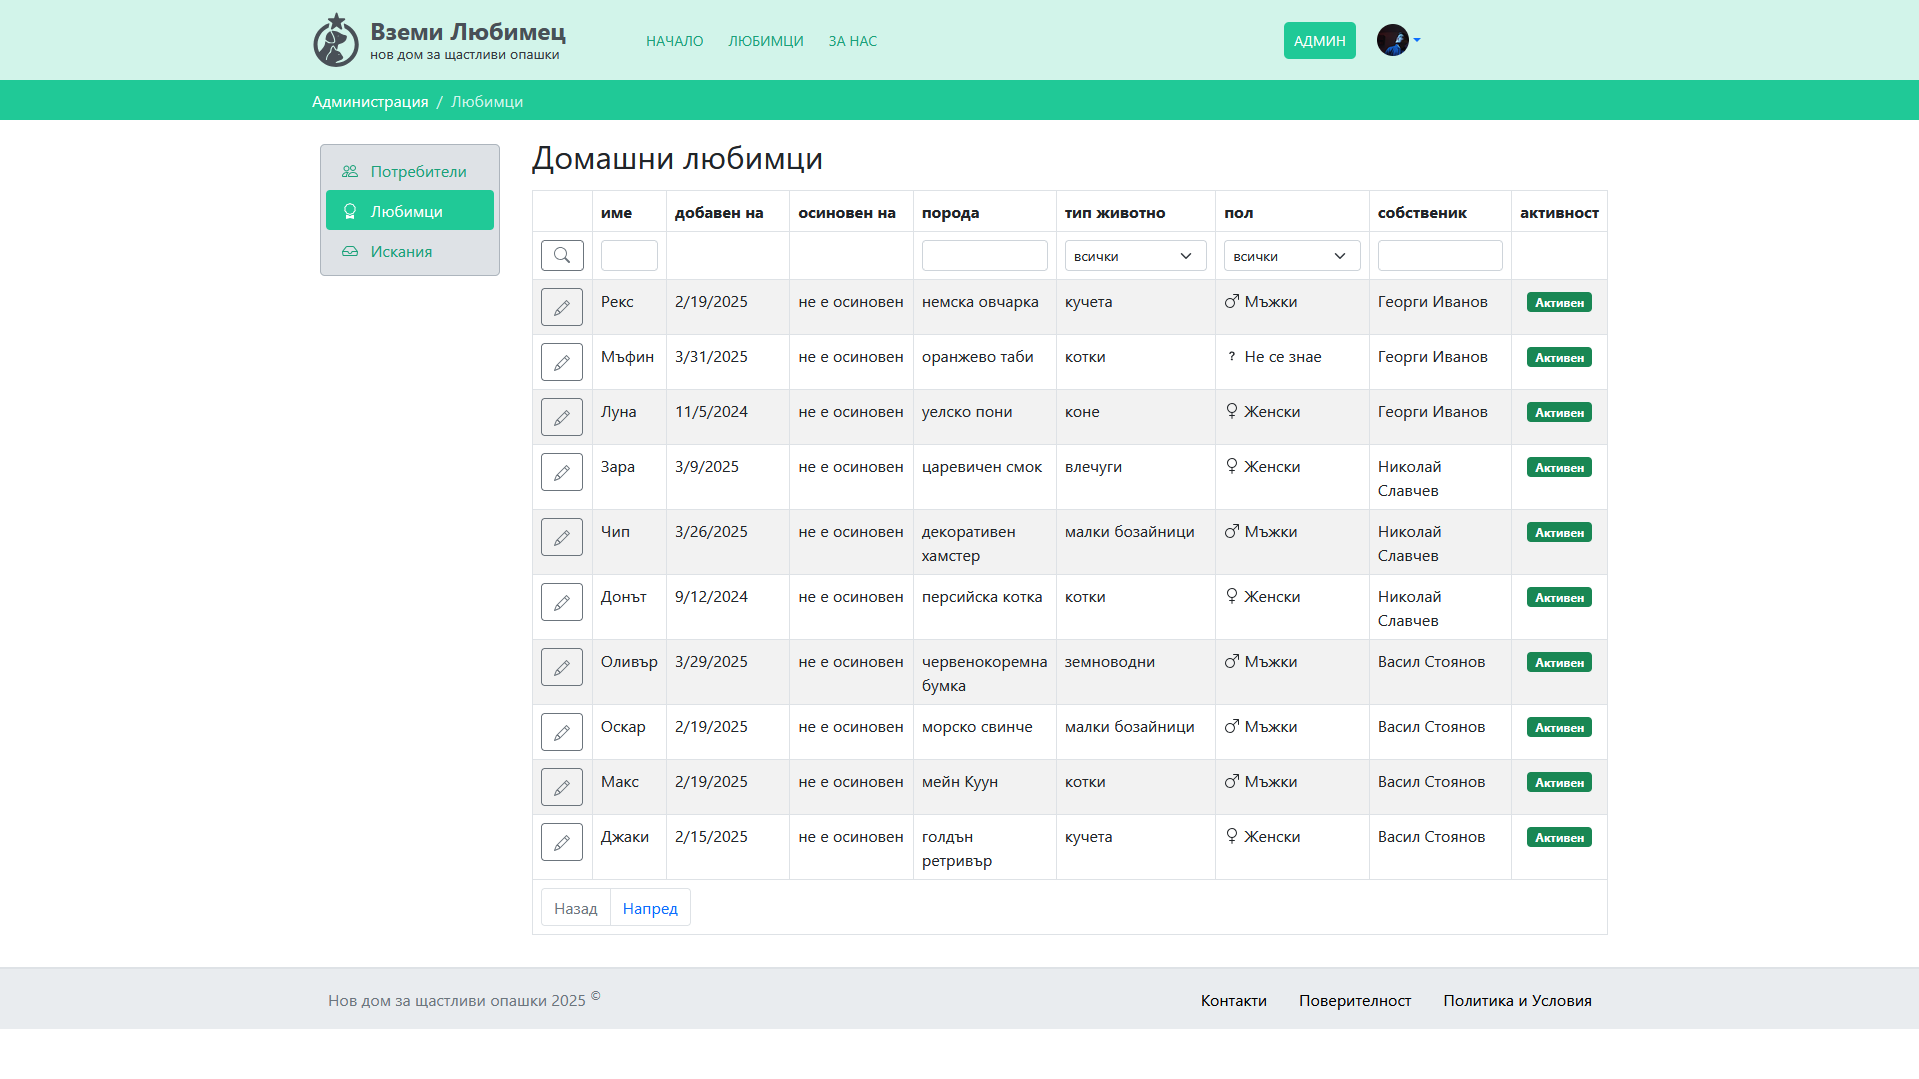 Вземи Любимец
нов дом за щастливи опашки
НАЧАЛО ЛЮБИМЦИ ЗА НАС
АДМИН
Администрация / Любимци
Потребители
Любимци
Искания
Домашни любимци
име добавен на осиновен на порода тип животно пол собственик активност
всички всички
Рекс 2/19/2025 не е осиновен немска овчарка кучета Мъжки Георги Иванов Активен
Мъфин 3/31/2025 не е осиновен оранжево таби котки ? Не се знае Георги Иванов Активен
Луна 11/5/2024 не е осиновен уелско пони коне Женски Георги Иванов Активен
Зара 3/9/2025 не е осиновен царевичен смок влечуги Женски Николай Активен
Славчев
Чип 3/26/2025 не е осиновен декоративен малки бозайници Мъжки Николай Активен
хамстер Славчев
Донът 9/12/2024 не е осиновен персийска котка котки Женски Николай Активен
Славчев
Оливър 3/29/2025 не е осиновен червенокоремна земноводни Мъжки Васил Стоянов Активен
бумка
Оскар 2/19/2025 не е осиновен морско свинче малки бозайници Мъжки Васил Стоянов Активен
Макс 2/19/2025 не е осиновен мейн Куун котки Мъжки Васил Стоянов Активен
Джаки 2/15/2025 не е осиновен голдън кучета Женски Васил Стоянов Активен
ретривър
Назад Напред
Нов дом за щастливи опашки 2025 ©
Контакти Поверителност Политика и Условия